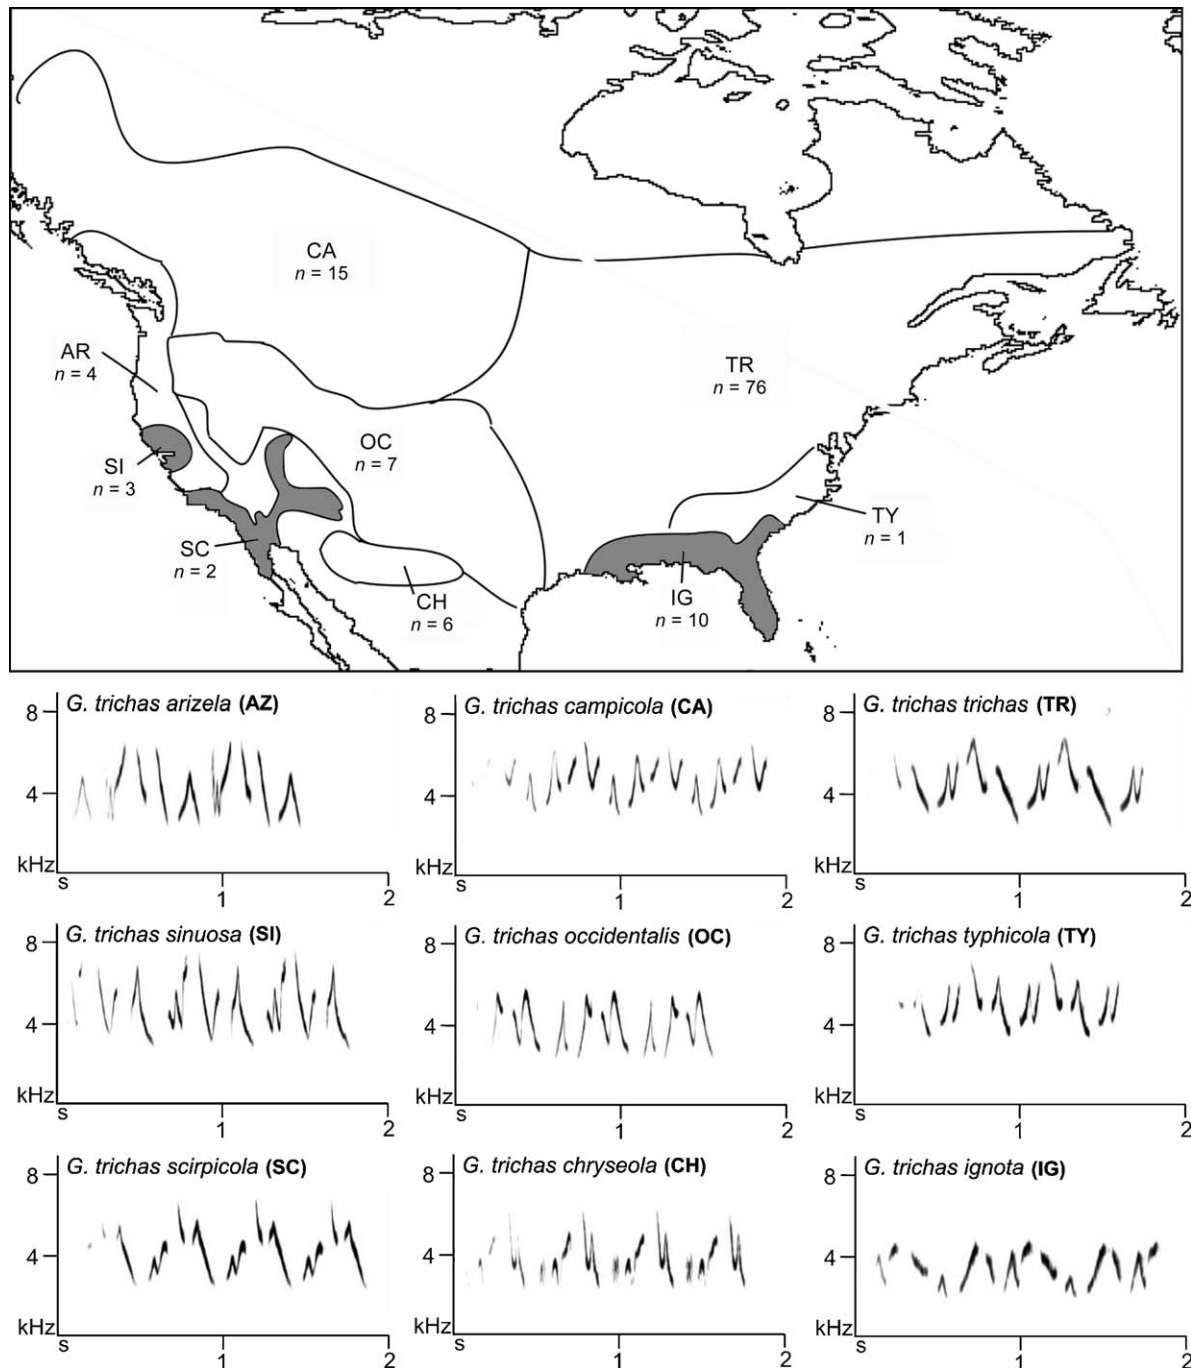 CA
n = 15
AR
n = 4
TR
n = 76
OC
n = 7
SI
n = 3
TY
n = 1
SC
n = 2
CH
n = 6
IG
n = 10
G. trichas arizela (AZ)
8
4
kHz
s
1
2
G. trichas campicola (CA)
8
4
kHz
s
1
2
G. trichas trichas (TR)
8
4
kHz
s
1
2
G. trichas sinuosa (SI)
8
4
kHz
s
1
2
G. trichas occidentalis (OC)
8
4
kHz
s
1
2
G. trichas typhicola (TY)
8
4
kHz
s
1
2
G. trichas scirpicola (SC)
8
4
kHz
s
1
2
G. trichas chryseola (CH)
8
4
kHz
s
1
2
G. trichas ignota (IG)
8
4
kHz
s
1
2